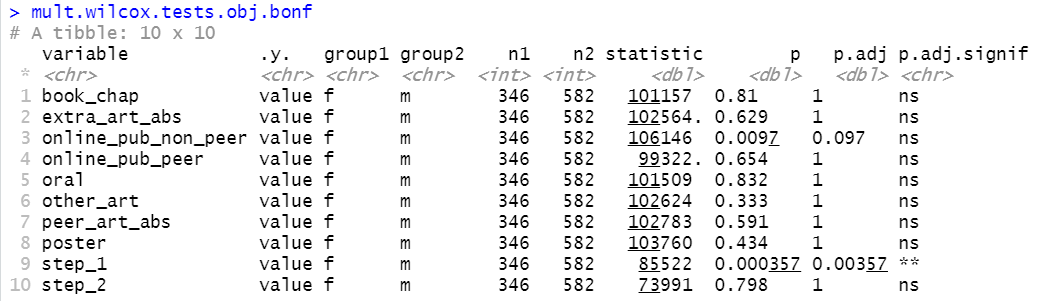 > mult.wilcox.tests.obj.bonf
# A tibble: 10 x 10
variable .y. group1 group2 n1 n2 statistic p p.adj p.adj.signif
* <chr> <chr> <chr> <chr> <int> <int> <dbl> <dbl> <dbl> <chr>
1 book_chap value f m 346 582 101157 0.81 1 ns
2 extra_art_abs value f m 346 582 102564. 0.629 1 ns
3 online_pub_non_peer value f m 346 582 106146 0.0097 0.097 ns
4 online_pub_peer value f m 346 582 99322. 0.654 1 ns
5 oral value f m 346 582 101509 0.832 1 ns
6 other_art value f m 346 582 102624 0.333 1 ns
7 peer_art_abs value f m 346 582 102783 0.591 1 ns
8 poster value f m 346 582 103760 0.434 1 ns
9 step_1 value f m 346 582 85522 0.000357 0.00357 **
10 step_2 value f m 346 582 73991 0.798 1 ns